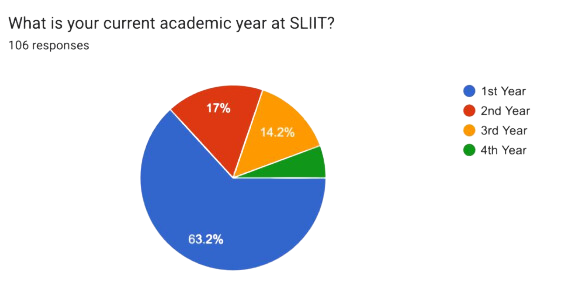 What is your current academic year at SLIIT?
106 responses
17%
14.2%
63.2%
1st Year
2nd Year
3rd Year
4th Year